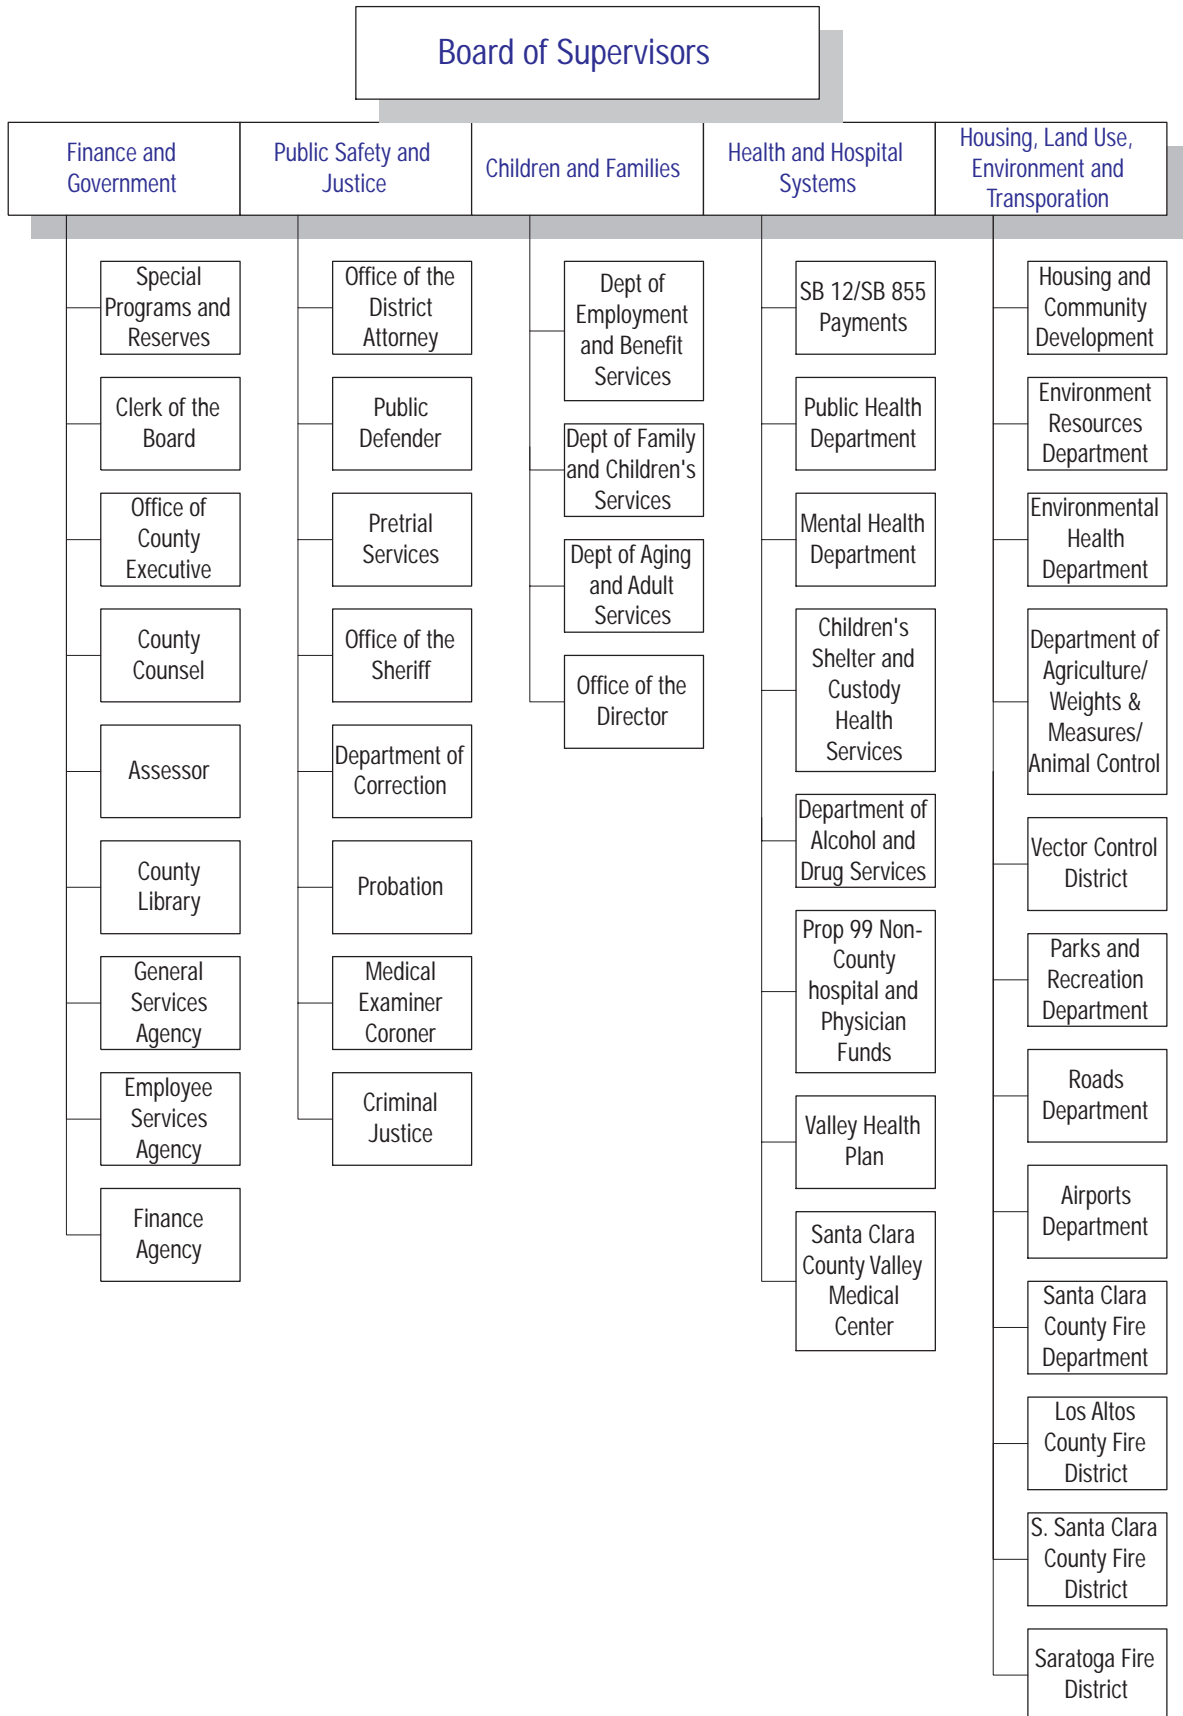 Board of Supervisors
Finance and
Government
Public Safety and
Justice
Children and Families
Health and Hospital
Systems
Housing, Land Use,
Environment and
Transporation
Special
Programs and
Reserves
Clerk of the
Board
Office of
County
Executive
County
Counsel
Assessor
County
Library
General
Services
Agency
Employee
Services
Agency
Finance
Agency
Office of the
District
Attorney
Public
Defender
Pretrial
Services
Office of the
Sheriff
Department of
Correction
Probation
Medical
Examiner
Coroner
Criminal
Justice
Dept of
Employment
and Benefit
Services
Dept of Family
and Children's
Services
Dept of Aging
and Adult
Services
Office of the
Director
SB 12/SB 855
Payments
Public Health
Department
Mental Health
Department
Children's
Shelter and
Custody
Health
Services
Department of
Alcohol and
Drug Services
Prop 99 Non-
County
hospital and
Physician
Funds
Valley Health
Plan
Santa Clara
County Valley
Medical
Center
Housing and
Community
Development
Environment
Resources
Department
Environmental
Health
Department
Department of
Agriculture/
Weights &
Measures/
Animal Control
Vector Control
District
Parks and
Recreation
Department
Roads
Department
Airports
Department
Santa Clara
County Fire
Department
Los Altos
County Fire
District
S. Santa Clara
County Fire
District
Saratoga Fire
District